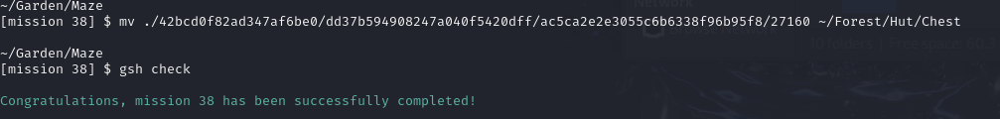 ~/Garden/Maze
[mission 38] $ mv ./42bcd0f82ad347af6be0/dd37b594908247a040f5420dff/ac5ca2e2e3055c6b6338f96b95f8/27160 ~/Forest/Hut/Chest
~/Garden/Maze
[mission 38] $ gsh check
Congratulations, mission 38 has been successfully completed!